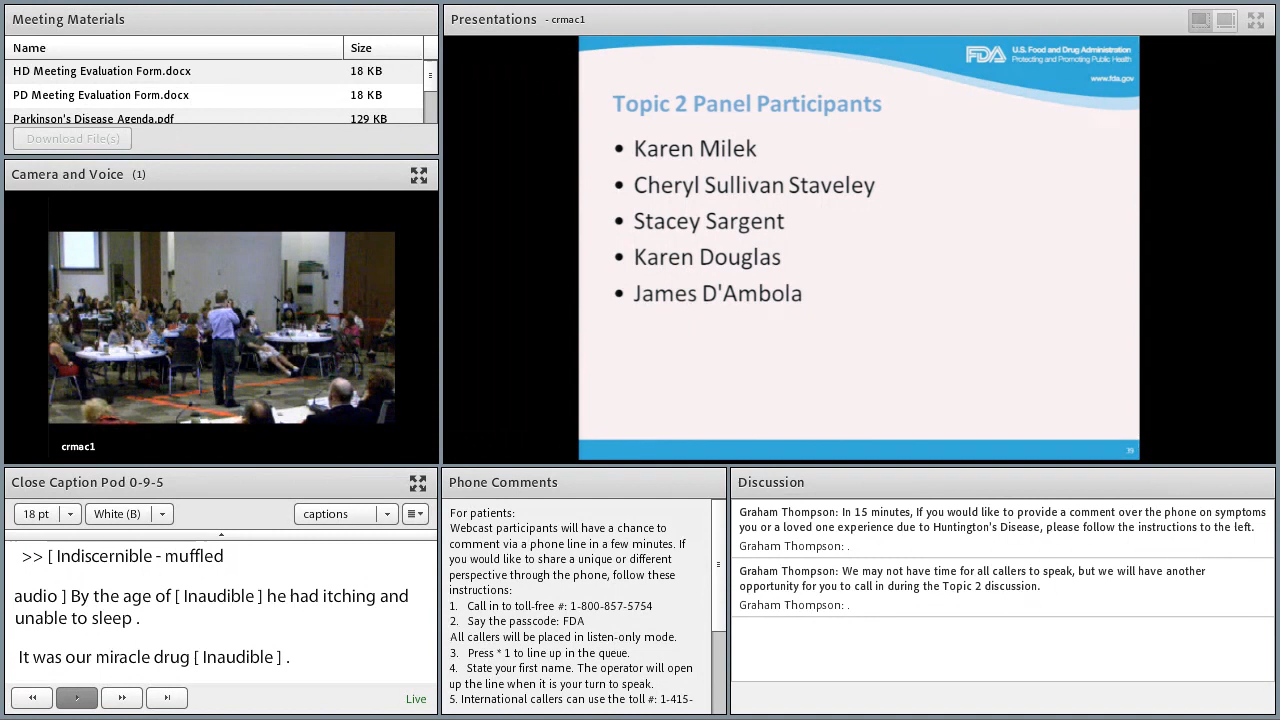 Meeting Materials
Name Size
HD Meeting Evaluation Form.docx 18 KB
PD Meeting Evaluation Form.docx 18 KB
Parkinson's Disease Agenda.pdf 129 KB
Download File(s)
Camera and Voice (1)
crmac1
Presentations - crmac1
FDA U.S. Food and Drug Administration
Protecting and Promoting Public Health
www.fda.gov
Topic 2 Panel Participants
• Karen Milek
• Cheryl Sullivan Staveley
• Stacey Sargent
• Karen Douglas
• James D'Ambola
Close Caption Pod 0-9-5
18 pt White (B) captions
>> [ Indiscernible - muffled
audio ] By the age of [ Inaudible ] he had itching and
unable to sleep .
It was our miracle drug [ Inaudible ] .
Live
Phone Comments
For patients:
Webcast participants will have a chance to
comment via a phone line in a few minutes. If
you would like to share a unique or different
perspective through the phone, follow these
instructions:
1. Call in to toll-free #: 1-800-857-5754
2. Say the passcode: FDA
All callers will be placed in listen-only mode.
3. Press * 1 to line up in the queue.
4. State your first name. The operator will open
up the line when it is your turn to speak.
5. International callers can use the toll #: 1-415-
Discussion
Graham Thompson: In 15 minutes, If you would like to provide a comment over the phone on symptoms
you or a loved one experience due to Huntington's Disease, please follow the instructions to the left.
Graham Thompson: .
Graham Thompson: We may not have time for all callers to speak, but we will have another
opportunity for you to call in during the Topic 2 discussion.
Graham Thompson: .